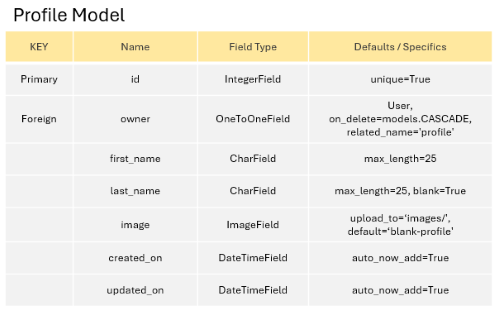 Profile Model
KEY Name Field Type Defaults / Specifics
Primary id IntegerField unique=True
Foreign owner OneToOneField User,
on_delete=models.CASCADE,
related_name='profile'
first_name CharField max_length=25
last_name CharField max_length=25, blank=True
image ImageField upload_to='images/',
default='blank-profile'
created_on DateTimeField auto_now_add=True
updated_on DateTimeField auto_now_add=True